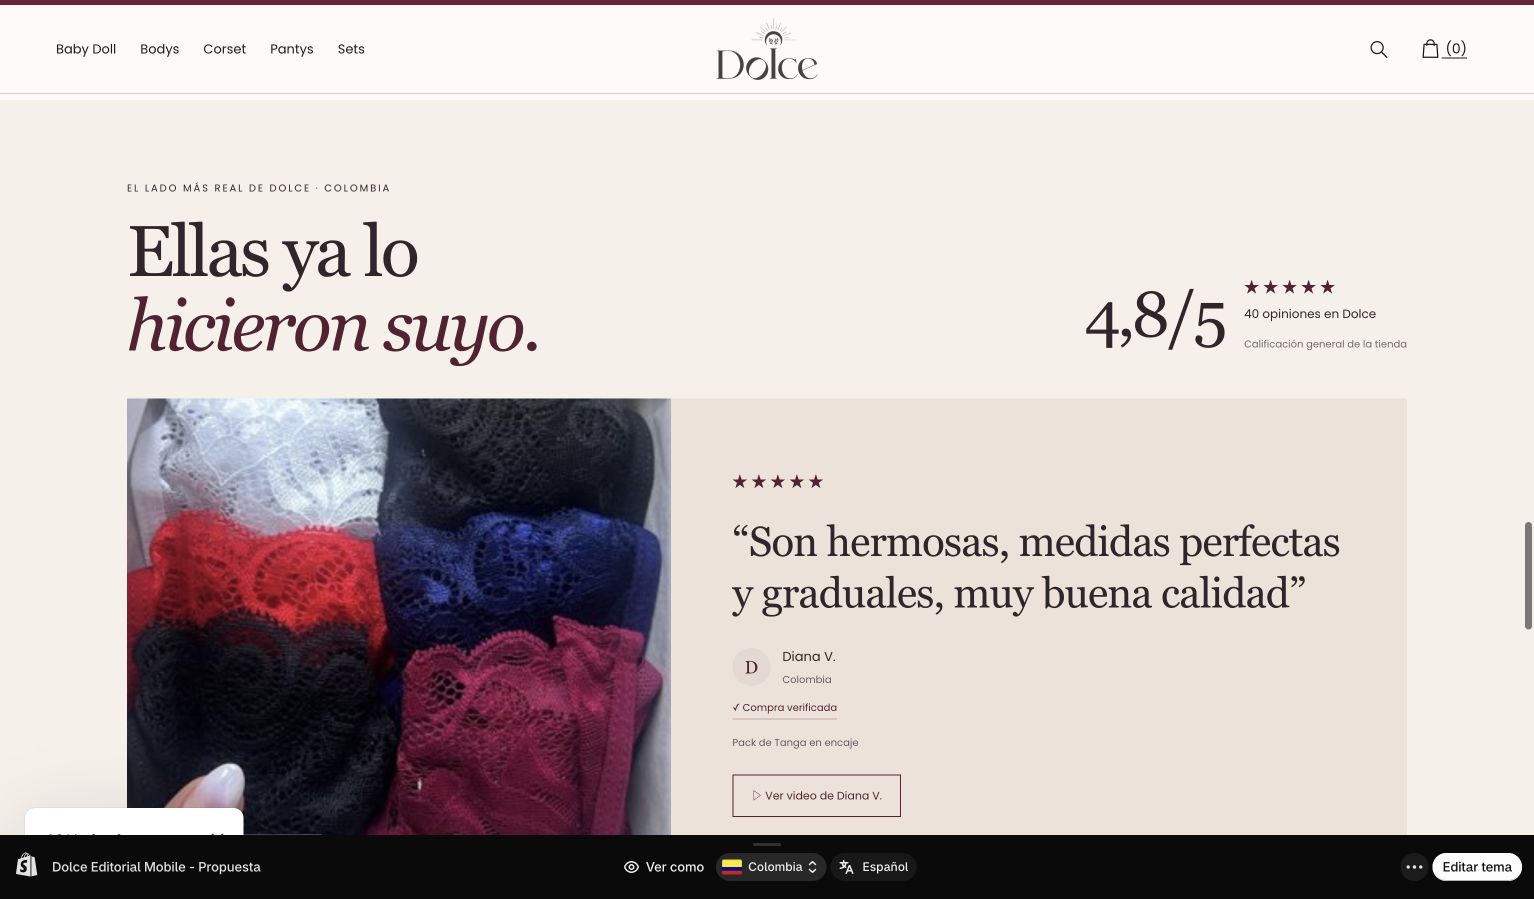 Baby Doll
Bodys
Corset
Pantys
Sets
Dolce
(0)
EL LADO MÁS REAL DE DOLCE · COLOMBIA
Ellas ya lo
hicieron suyo.
4,8/5
★★★★★
40 opiniones en Dolce
Calificación general de la tienda
★★★★★
“Son hermosas, medidas perfectas
y graduales, muy buena calidad”
D
Diana V.
Colombia
✓ Compra verificada
Pack de Tanga en encaje
▷ Ver video de Diana V.
Dolce Editorial Mobile - Propuesta
Ver como
Colombia
Español
Editar tema